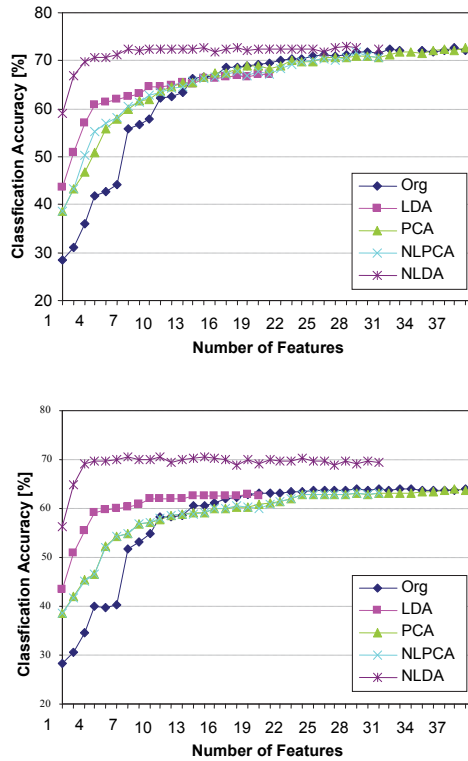 Classfication Accuracy [%]
80
70
60
50
40
30
20
Org
LDA
PCA
NLPCA
NLDA
1 4 7 10 13 16 19 22 25 28 31 34 37
Number of Features
Classfication Accuracy [%]
80
70
60
50
40
30
20
Org
LDA
PCA
NLPCA
NLDA
1 4 7 10 13 16 19 22 25 28 31 34 37
Number of Features